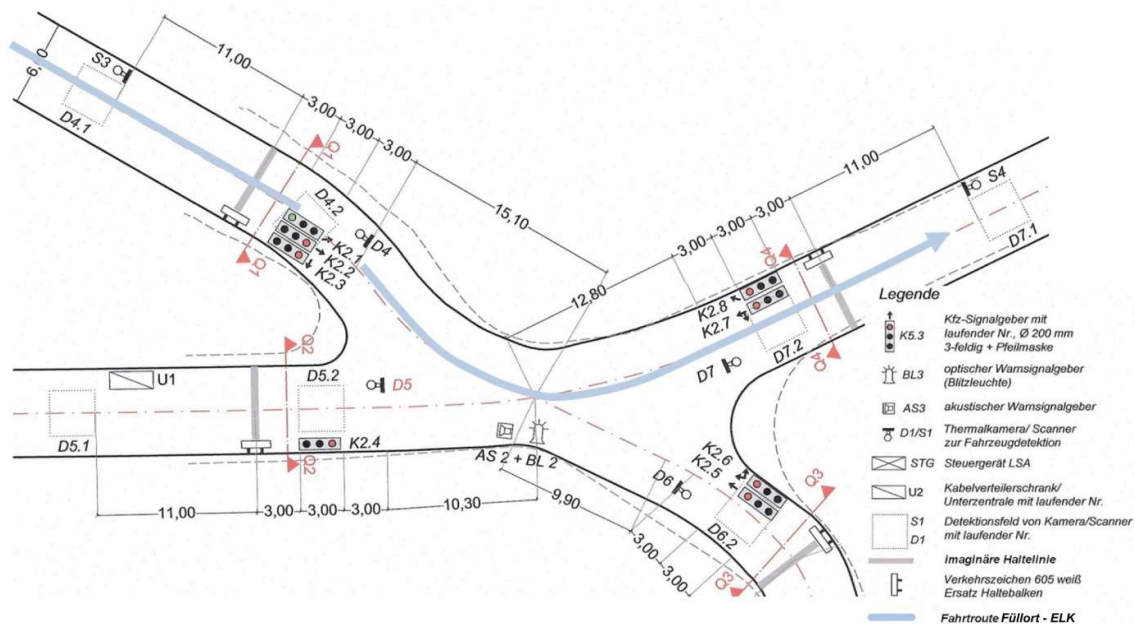 S3
11,00
6,00
D4.1
3,00
3,00
3,00
Q1
D4.2
D4
K2.1
K2.2
K2.3
Q1
15,10
12,80
11,00
3,00
3,00
3,00
Q4
S4
D7.1
K2.8
K2.7
D7.2
D7
Q4
Q2
U1
D5.2
D5
D5.1
K2.4
Q2
AS 2 + BL 2
11,00
3,00
3,00
3,00
10,30
9,90
D6
K2.6
K2.5
D6.2
Q3
3,00
3,00
Q3
Legende
K5.3
Kfz-Signalgeber mit
laufender Nr., Ø 200 mm
3-feldig + Pfeilmaske
BL3
optischer Warnsignalgeber
(Blitzleuchte)
AS3
akustischer Warnsignalgeber
D1/S1
Thermalkamera/ Scanner
zur Fahrzeugdetektion
STG
Steuergerät LSA
U2
Kabelverteilerschrank/
Unterzentrale mit laufender Nr.
S1
D1
Detektionsfeld von Kamera/Scanner
mit laufender Nr.
imaginäre Haltelinie
Verkehrszeichen 605 weiß
Ersatz Haltebalken
Fahrtroute Füllort - ELK